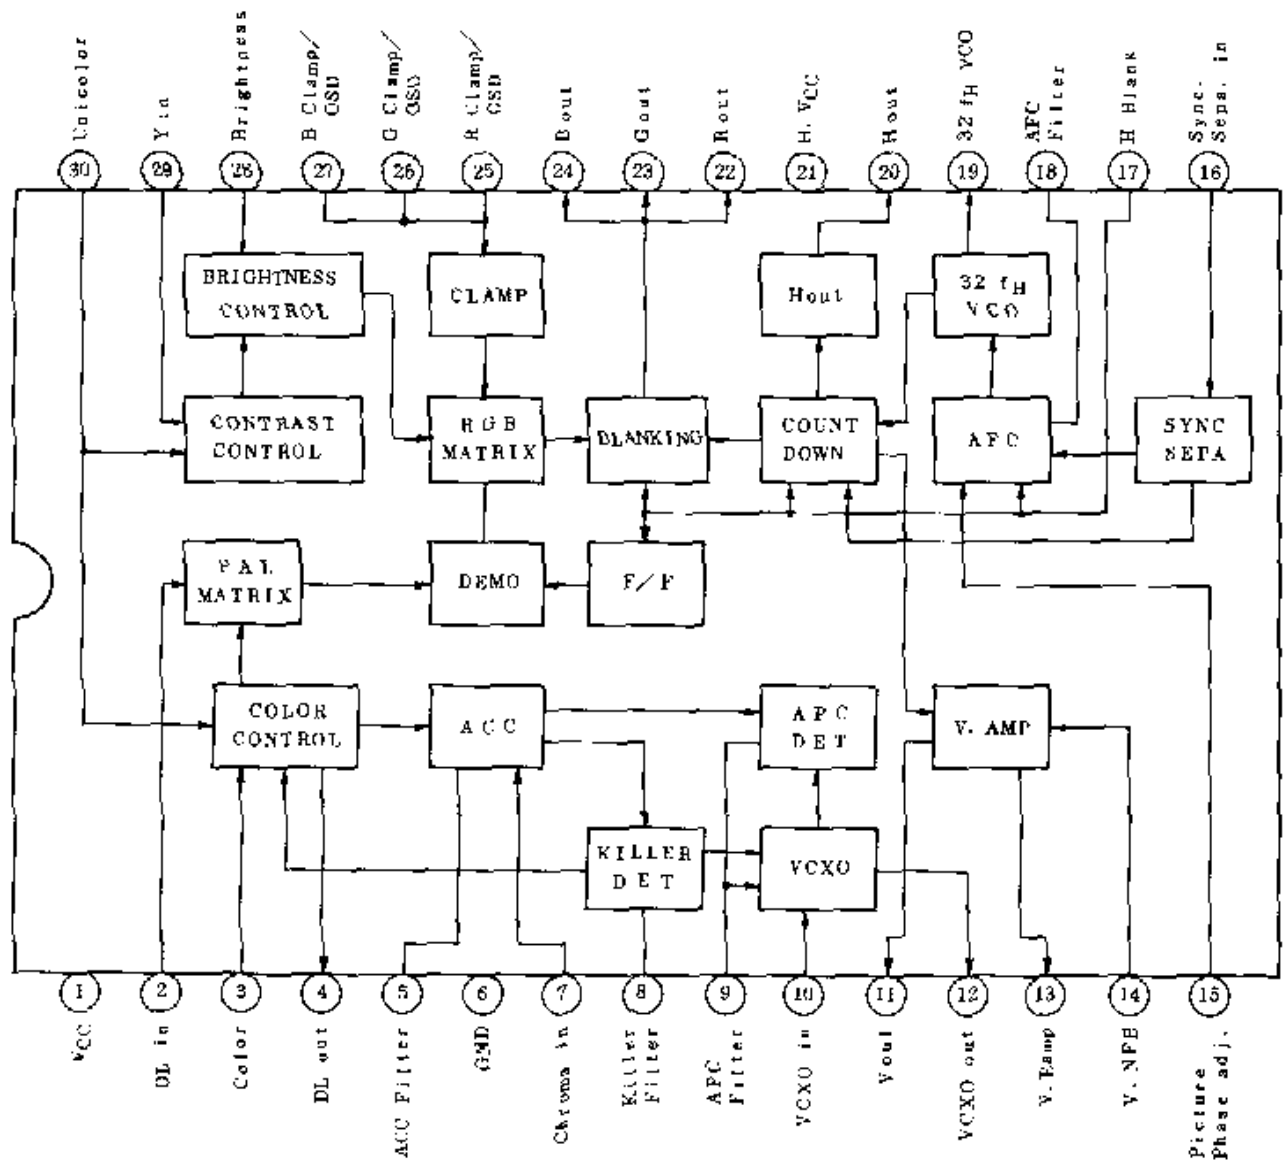 Unicolor
Yin
Brightness
B Clamp/
OSD
G Clamp/
OSD
R Clamp/
OSD
Bout
Gout
Rout
H. VCC
Hout
32 fH VCO
AFC
Filter
H Blank
Sync.
Sepa. in
30
29
28
27
26
25
24
23
22
21
20
19
18
17
16
BRIGHTNESS
CONTROL
CLAMP
Hout
32 fH
VCO
CONTRAST
CONTROL
RGB
MATRIX
BLANKING
COUNT
DOWN
AFC
SYNC
SEPA
PAL
MATRIX
DEMO
F/F
COLOR
CONTROL
ACC
APC
DET
V. AMP
KILLER
DET
VCXO
1
2
3
4
5
6
7
8
9
10
11
12
13
14
15
VCC
DL in
Color
DL out
ACC Filter
GND
Chroma in
Killer
Filter
APC
Filter
VCXO in
Vout
VCXO out
V. Ramp
V. NFB
Picture
Phase adj.